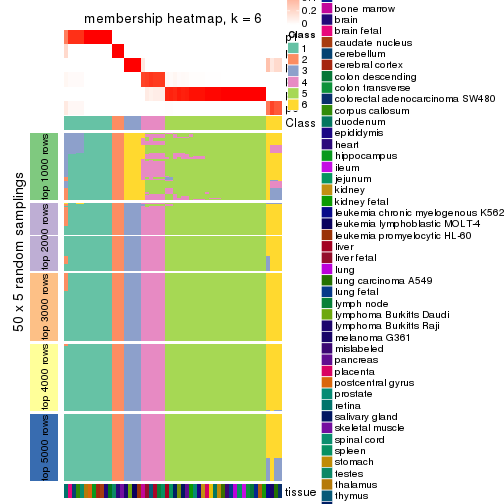 membership heatmap, k = 6
0.2
0
Class
1
2
3
4
5
6
Class
50 x 5 random samplings
top 1000 rows
top 2000 rows
top 3000 rows
top 4000 rows
top 5000 rows
tissue
bone marrow
brain
brain fetal
caudate nucleus
cerebellum
cerebral cortex
colon descending
colon transverse
colorectal adenocarcinoma SW480
corpus callosum
duodenum
epididymis
heart
hippocampus
ileum
jejunum
kidney
kidney fetal
leukemia chronic myelogenous K562
leukemia lymphoblastic MOLT-4
leukemia promyelocytic HL-60
liver
liver fetal
lung
lung carcinoma A549
lung fetal
lymph node
lymphoma Burkitts Daudi
lymphoma Burkitts Raji
melanoma G361
mislabeled
pancreas
placenta
postcentral gyrus
prostate
retina
salivary gland
skeletal muscle
spinal cord
spleen
stomach
testes
thalamus
thymus